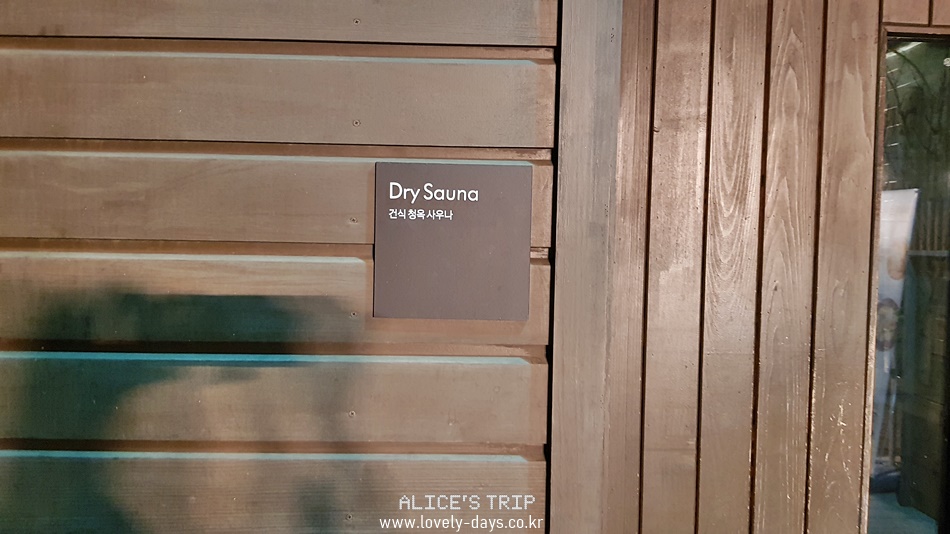 Dry Sauna
건식 청옥 사우나
ALICE'S TRIP
www.lovely-days.co.kr